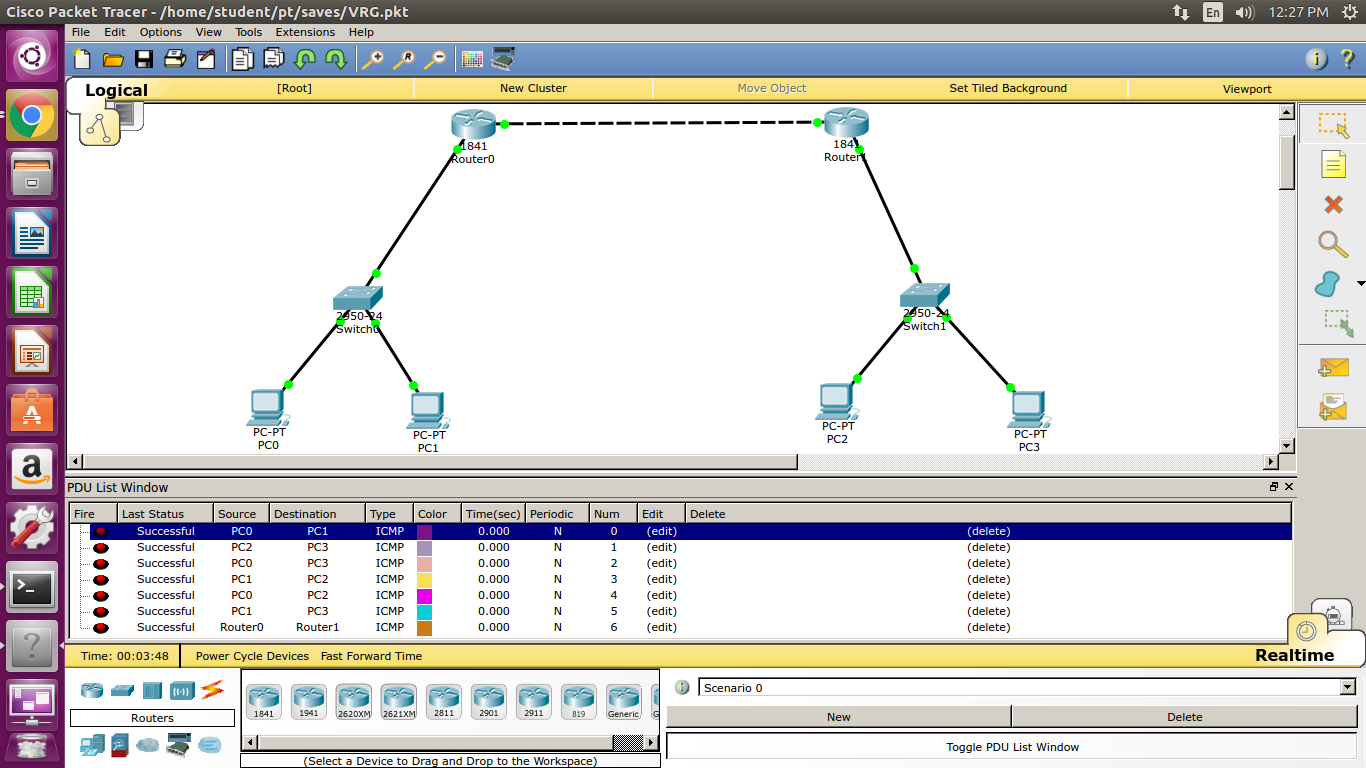 Cisco Packet Tracer - /home/student/pt/saves/VRG.pkt
En
12:27 PM
File Edit Options View Tools Extensions Help
Logical
[Root]
New Cluster
Move Object
Set Tiled Background
Viewport
1841
Router0
1841
Router1
2950-24
Switch0
2950-24
Switch1
PC-PT
PC0
PC-PT
PC1
PC-PT
PC2
PC-PT
PC3
PDU List Window
Fire Last Status Source Destination Type Color Time(sec) Periodic Num Edit Delete
Successful PC0 PC1 ICMP 0.000 N 0 (edit) (delete)
Successful PC2 PC3 ICMP 0.000 N 1 (edit) (delete)
Successful PC0 PC3 ICMP 0.000 N 2 (edit) (delete)
Successful PC1 PC2 ICMP 0.000 N 3 (edit) (delete)
Successful PC0 PC2 ICMP 0.000 N 4 (edit) (delete)
Successful PC1 PC3 ICMP 0.000 N 5 (edit) (delete)
Successful Router0 Router1 ICMP 0.000 N 6 (edit) (delete)
Time: 00:03:48
Power Cycle Devices Fast Forward Time
Realtime
Routers
1841 1941 2620XM 2621XM 2811 2901 2911 819 Generic G
(Select a Device to Drag and Drop to the Workspace)
Scenario 0
New
Delete
Toggle PDU List Window